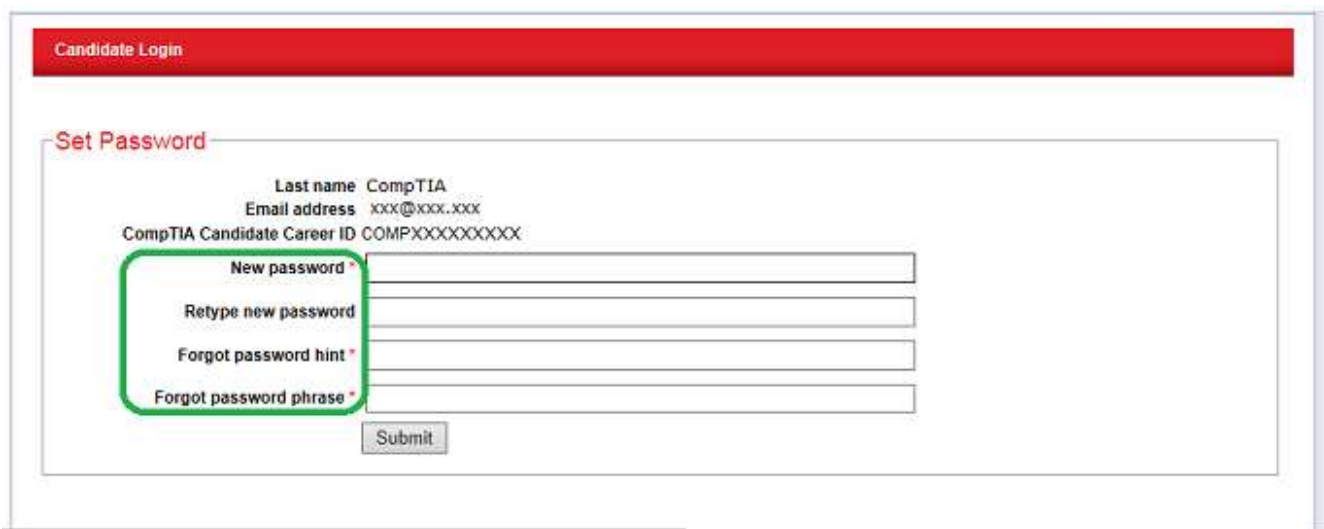 Candidate Login
Set Password
Last name CompTIA
Email address xxx@xxx.xxx
CompTIA Candidate Career ID COMPXXXXXXXXX
New password *
Retype new password
Forgot password hint *
Forgot password phrase *
Submit